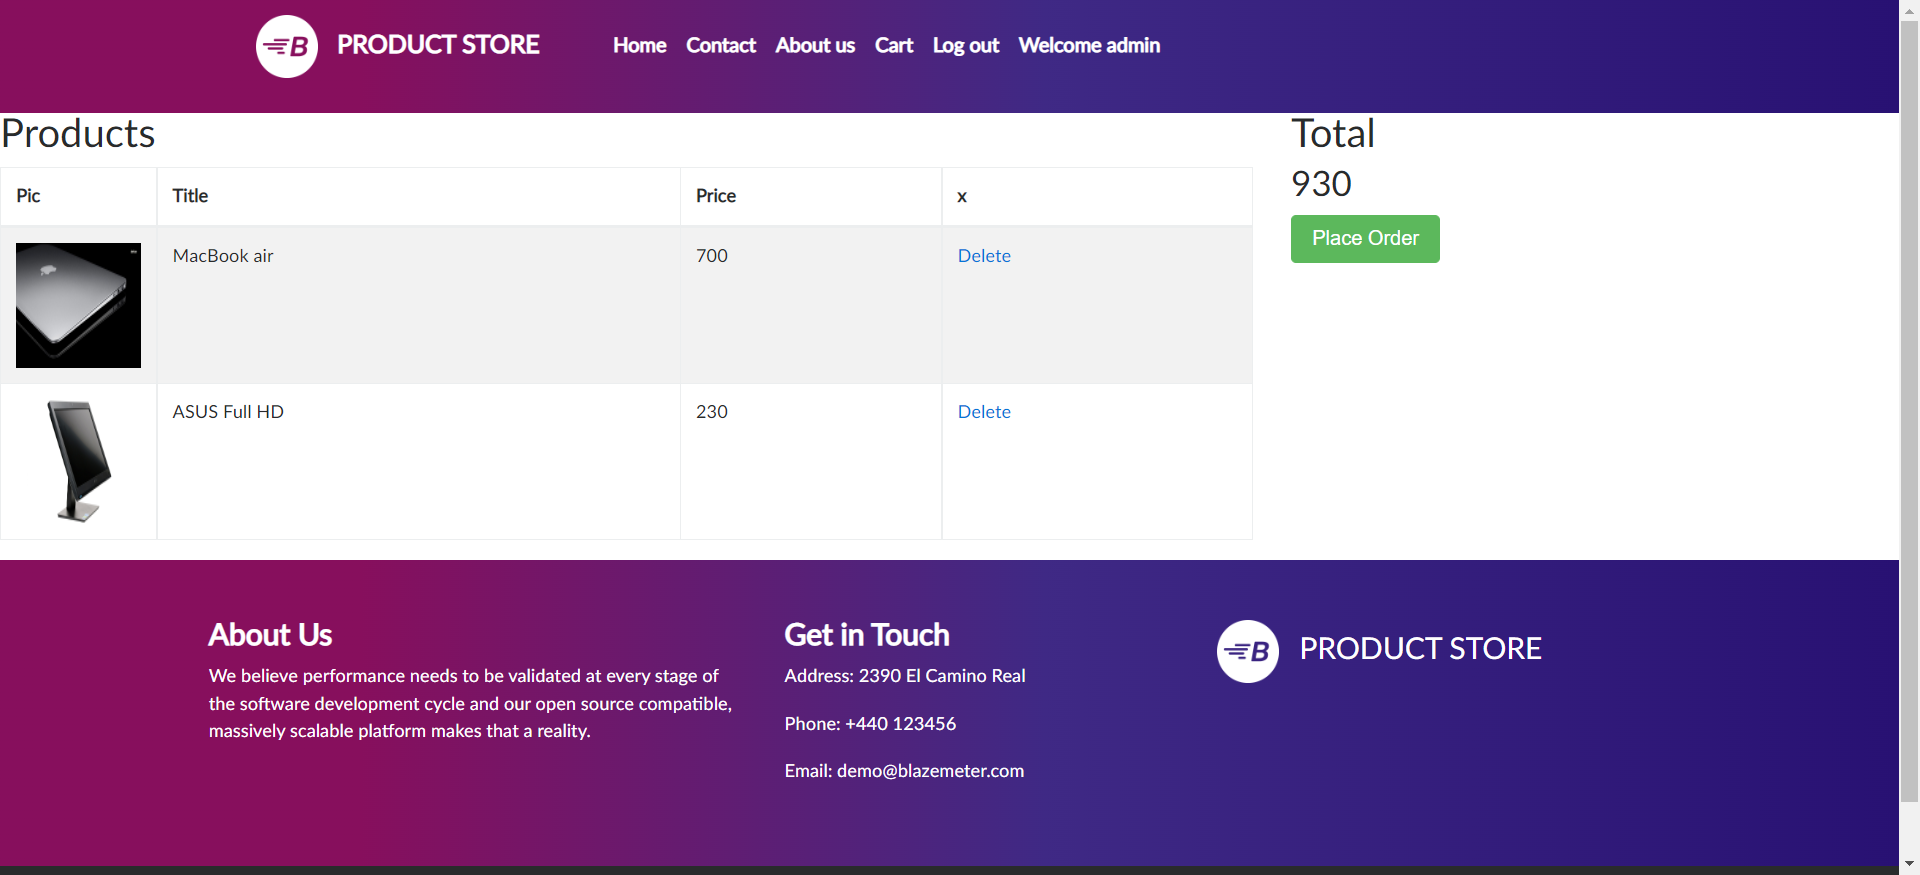 B PRODUCT STORE Home Contact About us Cart Log out Welcome admin
Products
Total
930
Place Order
Pic Title Price x
MacBook air 700 Delete
ASUS Full HD 230 Delete
About Us
We believe performance needs to be validated at every stage of
the software development cycle and our open source compatible,
massively scalable platform makes that a reality.
Get in Touch
Address: 2390 El Camino Real
Phone: +440 123456
Email: demo@blazemeter.com
B PRODUCT STORE